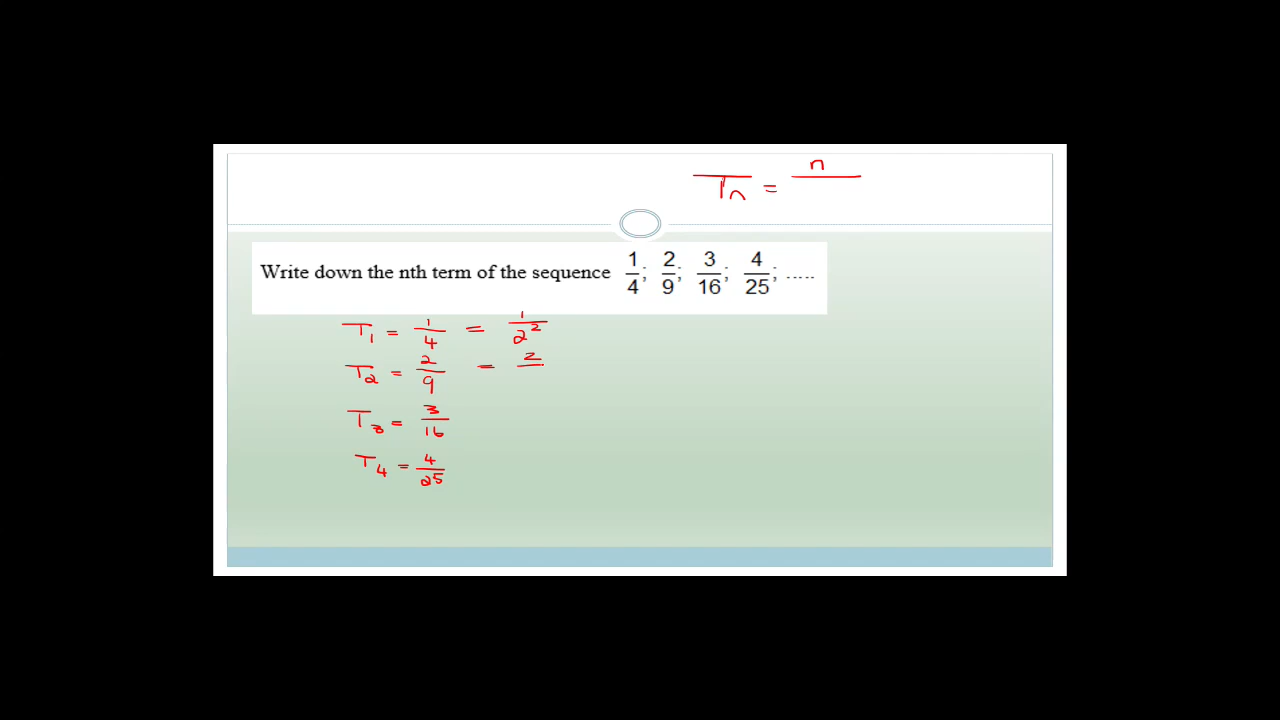 Tn = n/
Write down the nth term of the sequence 1/4; 2/9; 3/16; 4/25; .....
T1 = 1/4 = 1/2²
T2 = 2/9 = 2/
T3 = 3/16
T4 = 4/25